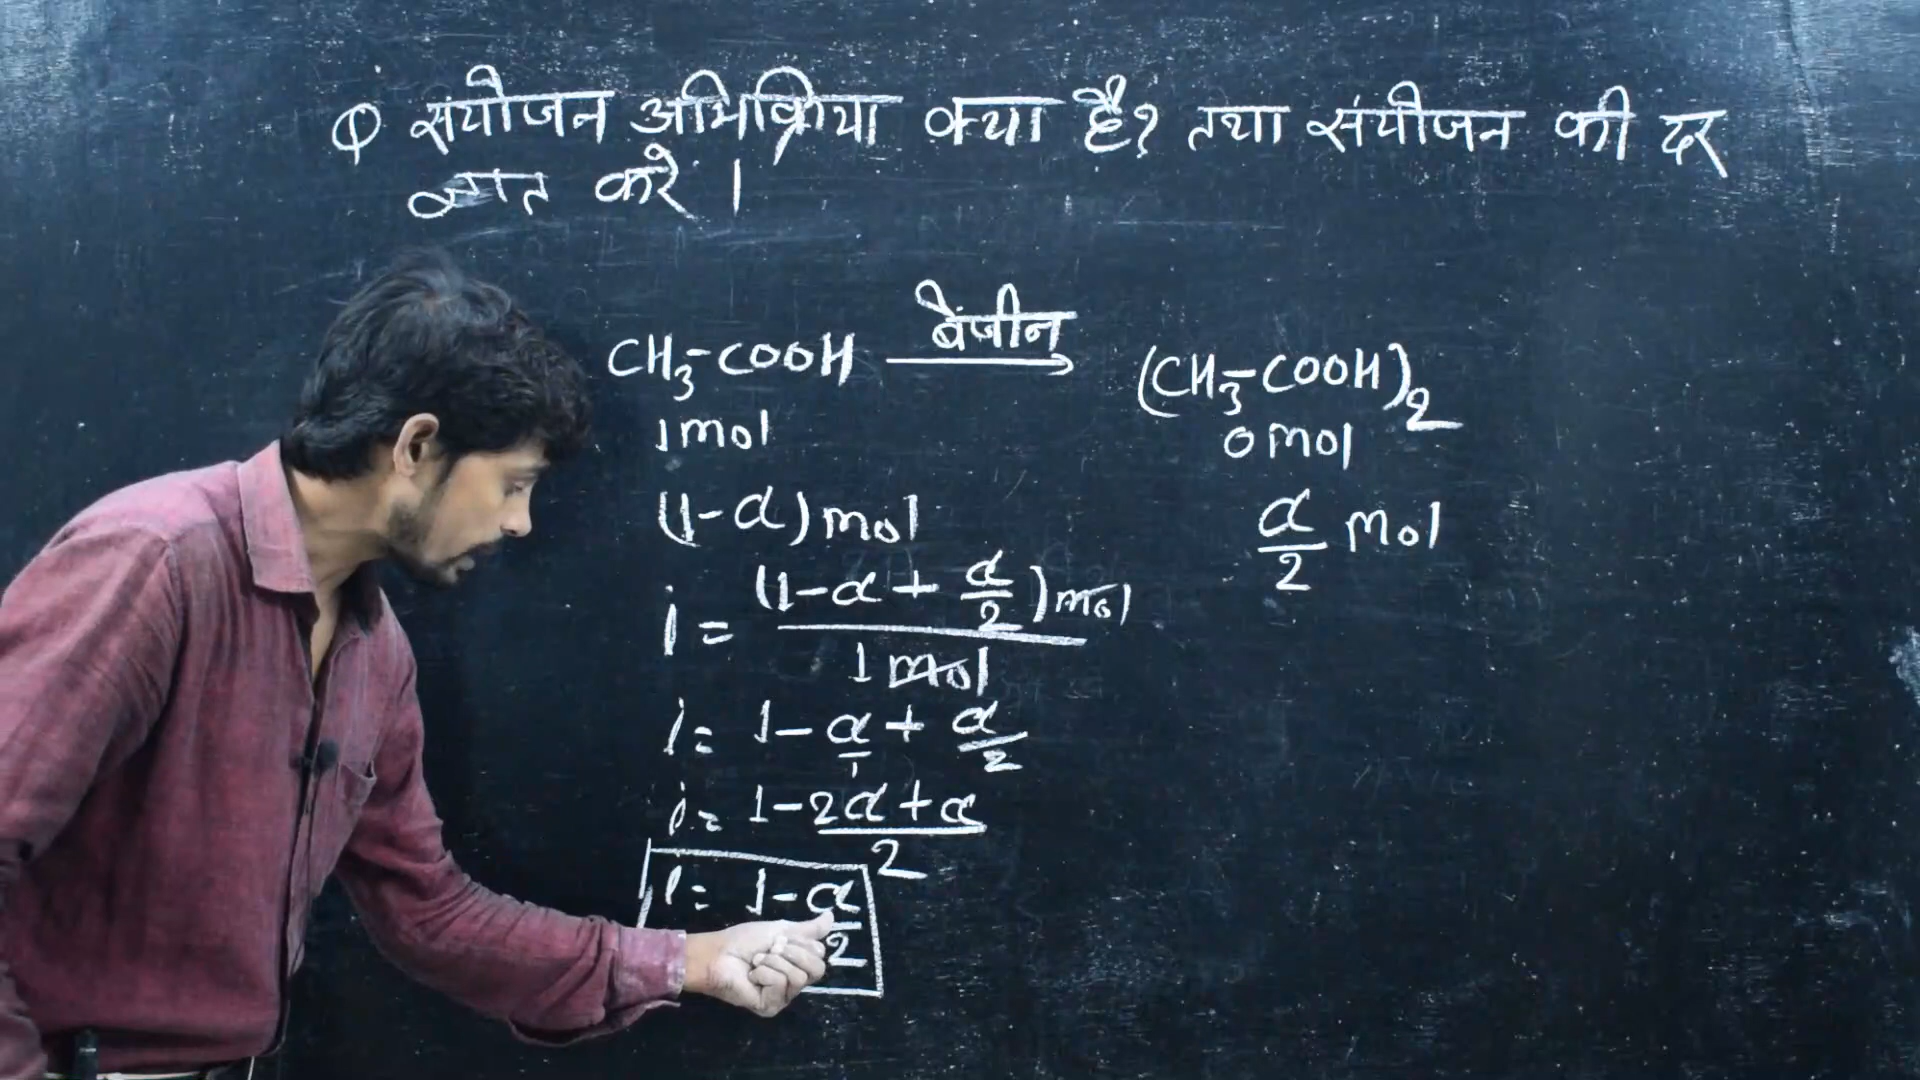 Q संयोजन अभिक्रिया क्या है? तथा संयोजन की दर
ज्ञात करे ।
CH₃-COOH बेंजीन → (CH₃-COOH)₂
1mol 0mol
(1-α)mol α/2 mol
i = (1-α+α/2)mol / 1mol
i = 1-α/1+α/2
i = 1-(2α+α)/2
i = 1-α/2